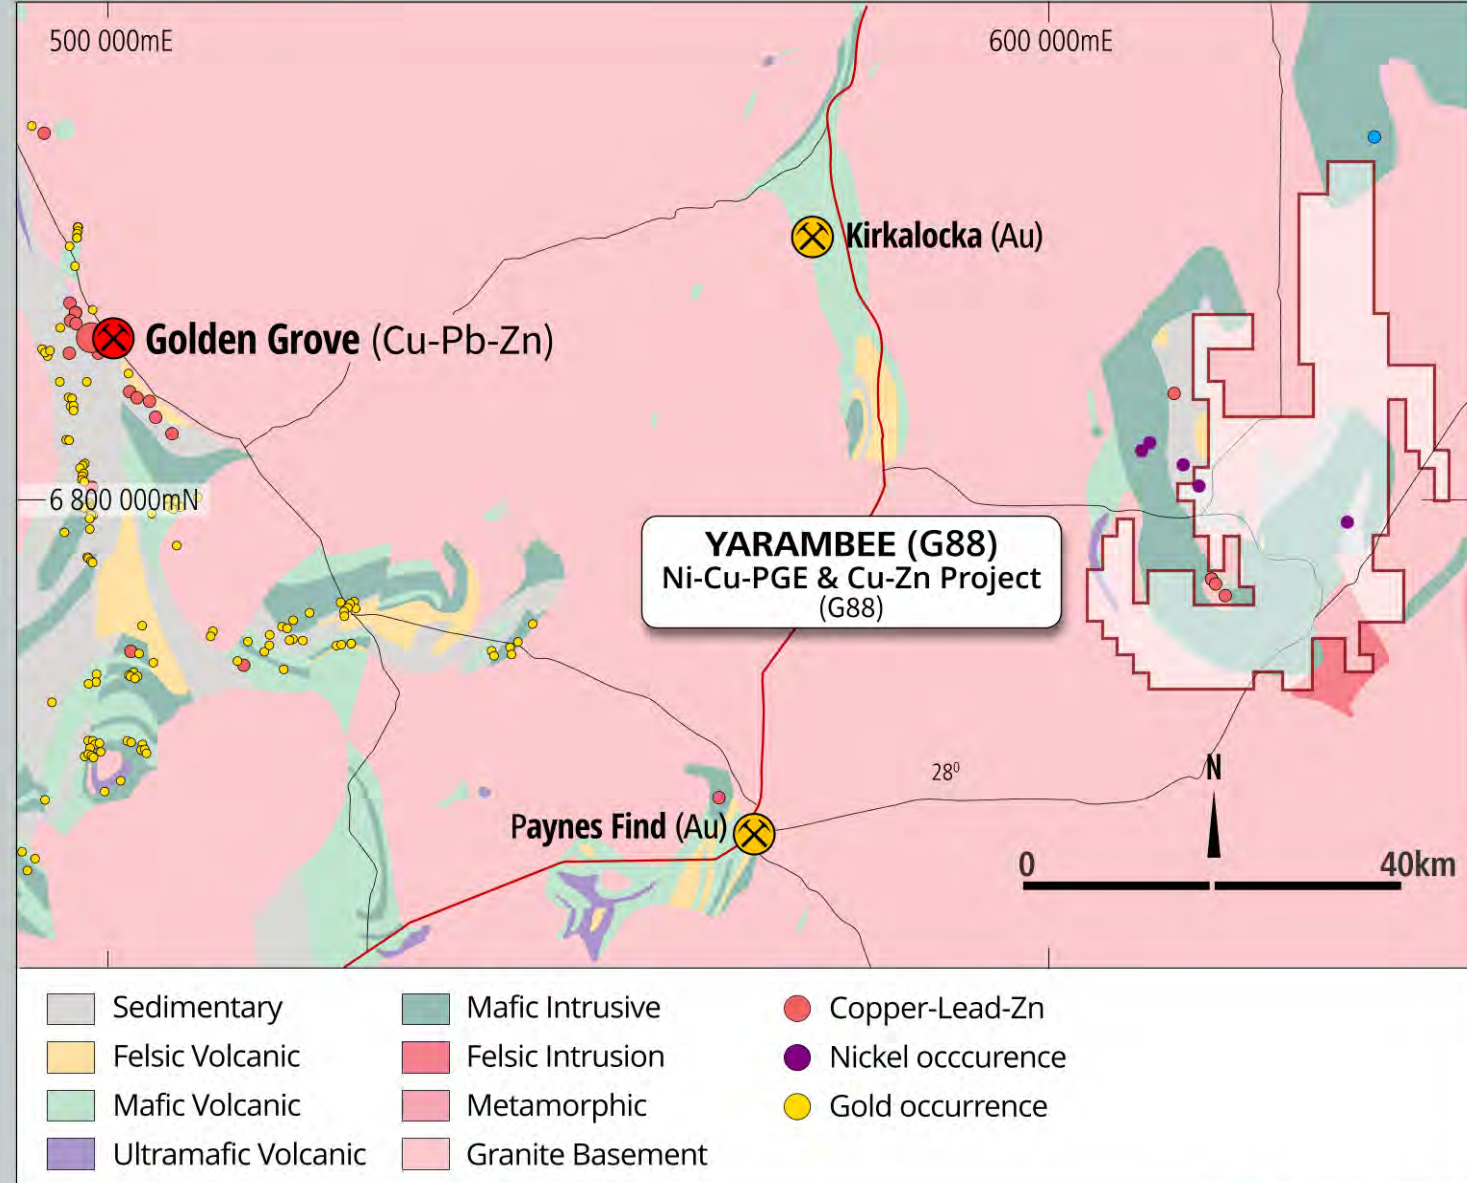 500 000mE
600 000mE
Kirkalocka (Au)
Golden Grove (Cu-Pb-Zn)
6 800 000mN
YARAMBEE (G88)
Ni-Cu-PGE & Cu-Zn Project
(G88)
28⁰
N
Paynes Find (Au)
0 40km
Sedimentary
Felsic Volcanic
Mafic Volcanic
Ultramafic Volcanic
Mafic Intrusive
Felsic Intrusion
Metamorphic
Granite Basement
Copper-Lead-Zn
Nickel occcurence
Gold occurrence